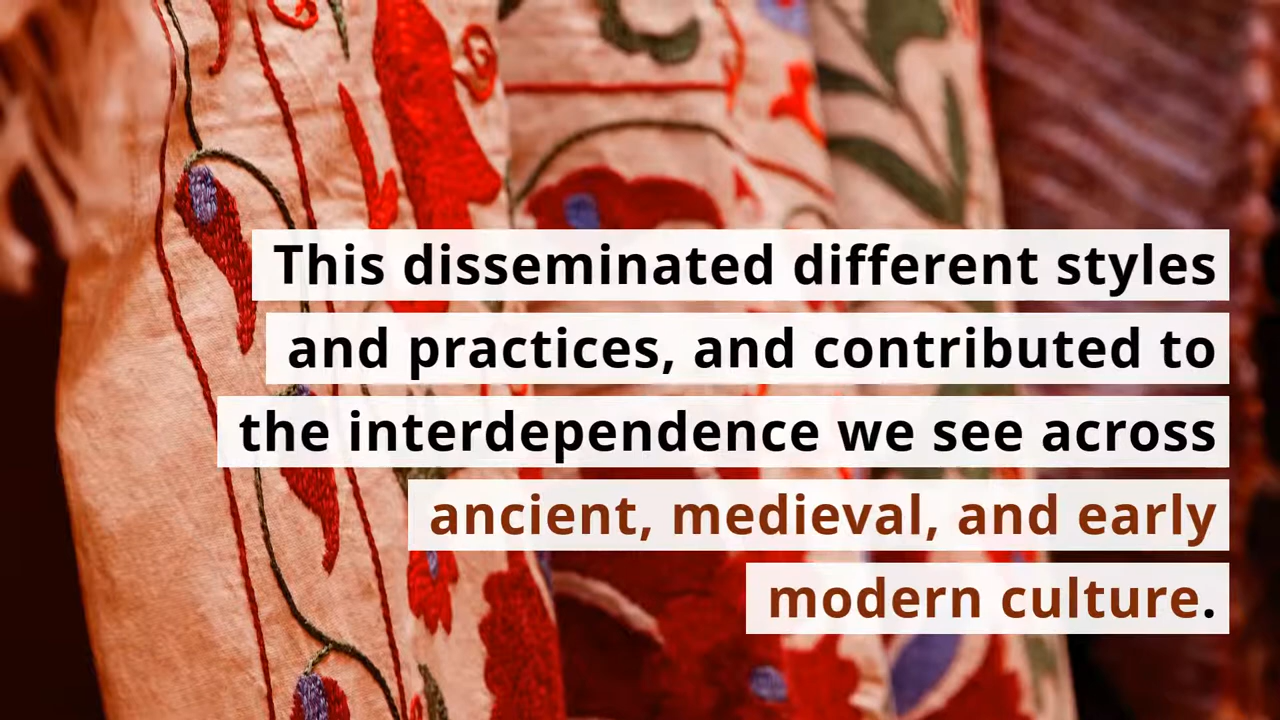 This disseminated different styles
and practices, and contributed to
the interdependence we see across
ancient, medieval, and early
modern culture.